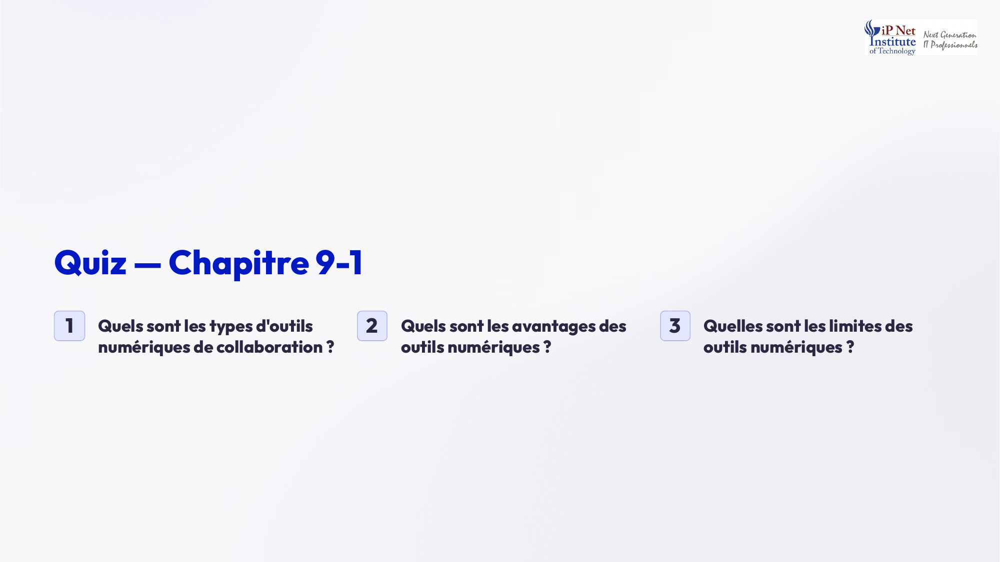 iP Net
Institute
of Technology
Next Generation
IT Professionnels
Quiz — Chapitre 9-1
1
Quels sont les types d'outils
numériques de collaboration ?
2
Quels sont les avantages des
outils numériques ?
3
Quelles sont les limites des
outils numériques ?